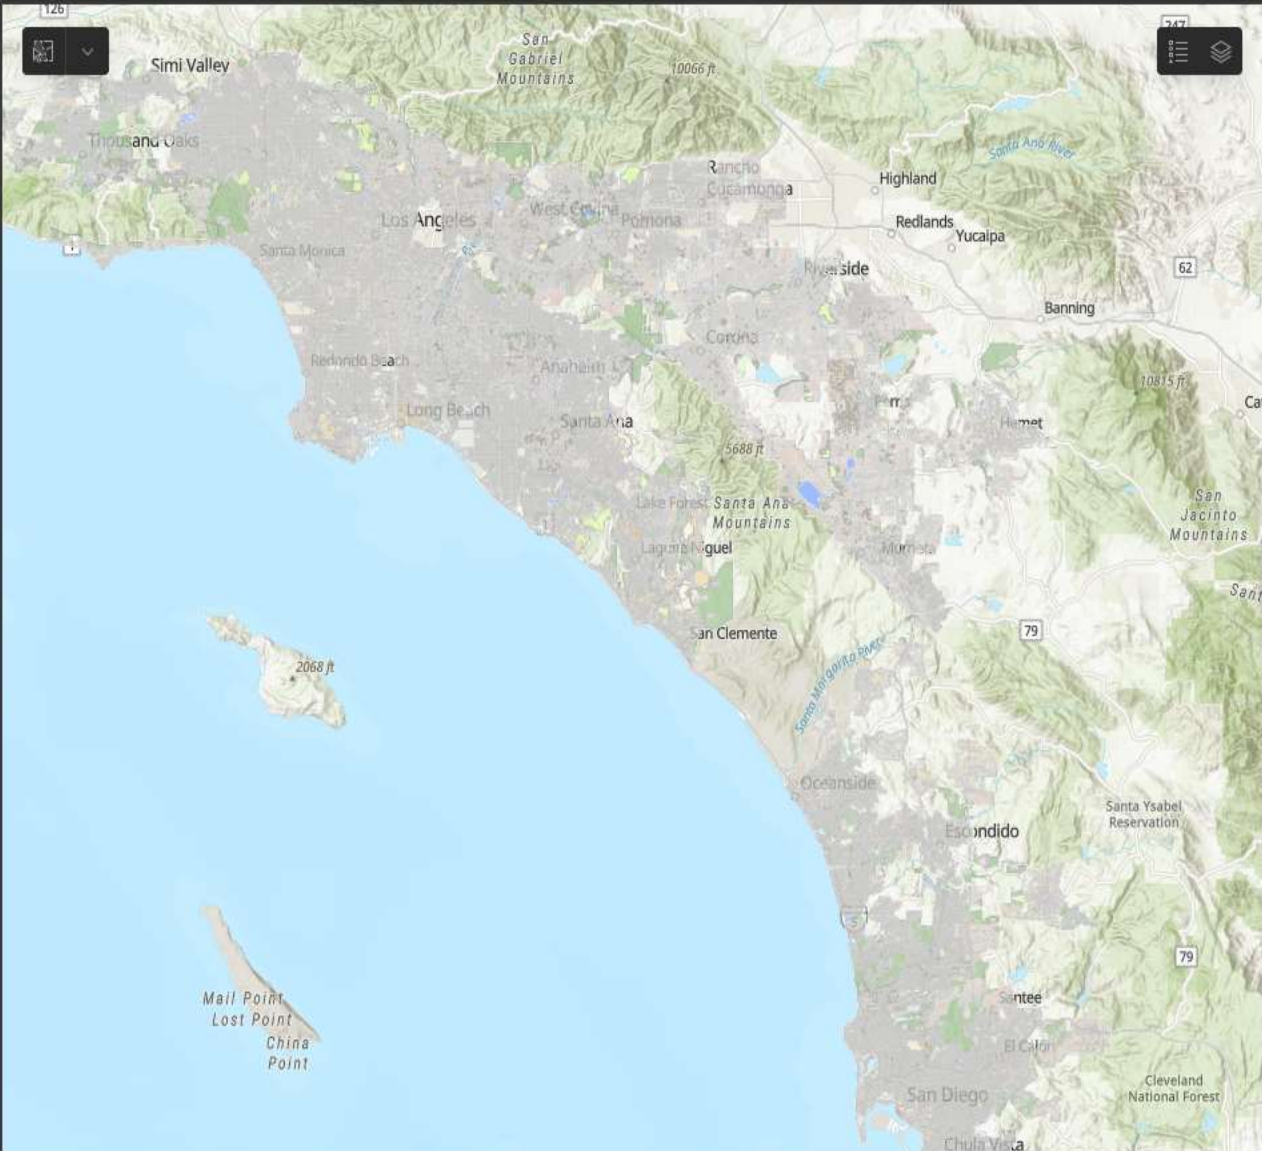 126
247
San
Gabriel
Mountains
10066 ft
Simi Valley
Thousand Oaks
Santa Ana River
Rancho
Cucamonga
Highland
West Covina
Pomona
Los Angeles
Redlands
Yucaipa
Santa Monica
1
Riverside
62
Banning
Corona
Redondo Beach
Anaheim
10815 ft
Long Beach
Santa Ana
Hemet
5688 ft
Lake Forest
Santa Ana
Mountains
San
Jacinto
Mountains
Laguna Niguel
Murrieta
San Clemente
79
Santa Margarita River
2068 ft
Oceanside
Santa Ysabel
Reservation
Escondido
5
79
Mail Point
Lost Point
China
Point
Santee
El Cajon
Cleveland
National Forest
San Diego
Chula Vista